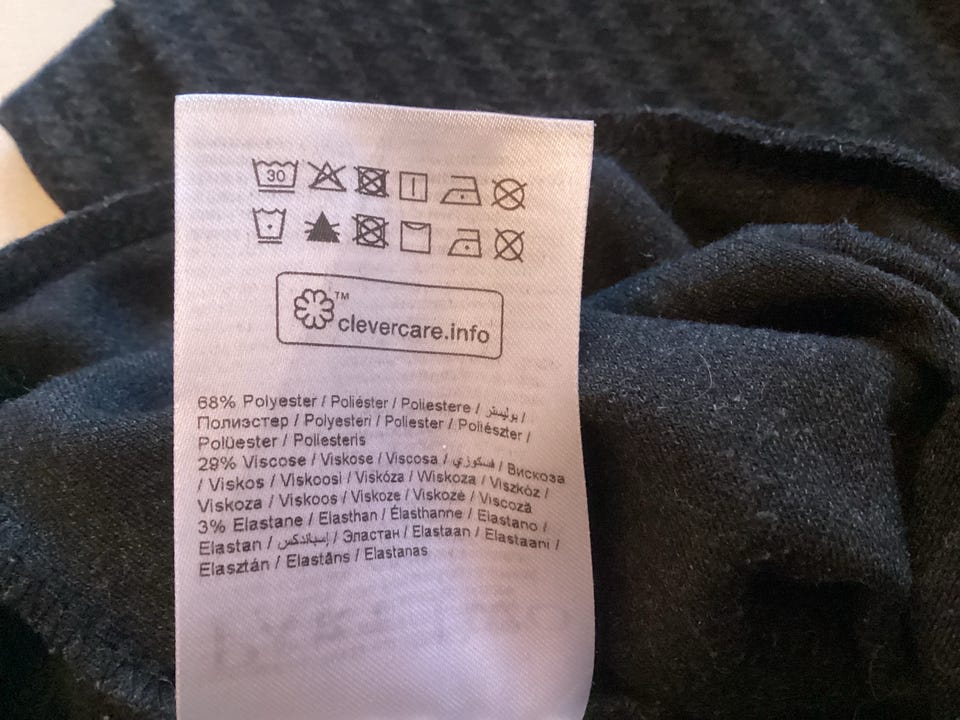 30
™
clevercare.info
68% Polyester / Poliéster / Poliestere / بوليستر /
Полиэстер / Polyesteri / Poliester / Poliészter /
Polüester / Poliesteris
29% Viscose / Viskose / Viscosa / فسكوزي / Вискоза
/ Viskos / Viskoosi / Viskóza / Wiskoza / Viszkóz /
Viskoza / Viskoos / Viskoze / Viskozė / Viscoză
3% Elastane / Elasthan / Élasthanne / Elastano /
Elastan / إسباندكس / Эластан / Elastaan / Elastaani /
Elasztán / Elastāns / Elastanas